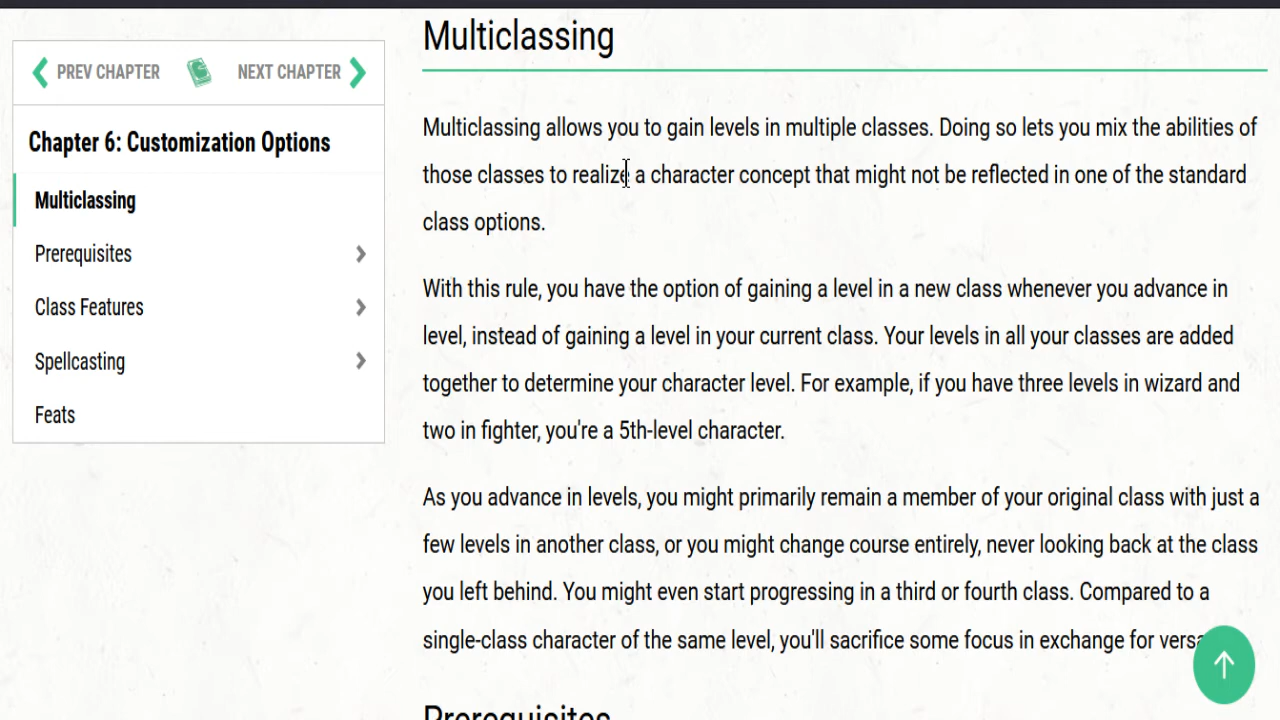 PREV CHAPTER
NEXT CHAPTER
Chapter 6: Customization Options
Multiclassing
Prerequisites
Class Features
Spellcasting
Feats
Multiclassing
Multiclassing allows you to gain levels in multiple classes. Doing so lets you mix the abilities of
those classes to realize a character concept that might not be reflected in one of the standard
class options.
With this rule, you have the option of gaining a level in a new class whenever you advance in
level, instead of gaining a level in your current class. Your levels in all your classes are added
together to determine your character level. For example, if you have three levels in wizard and
two in fighter, you're a 5th-level character.
As you advance in levels, you might primarily remain a member of your original class with just a
few levels in another class, or you might change course entirely, never looking back at the class
you left behind. You might even start progressing in a third or fourth class. Compared to a
single-class character of the same level, you'll sacrifice some focus in exchange for
Prerequisites